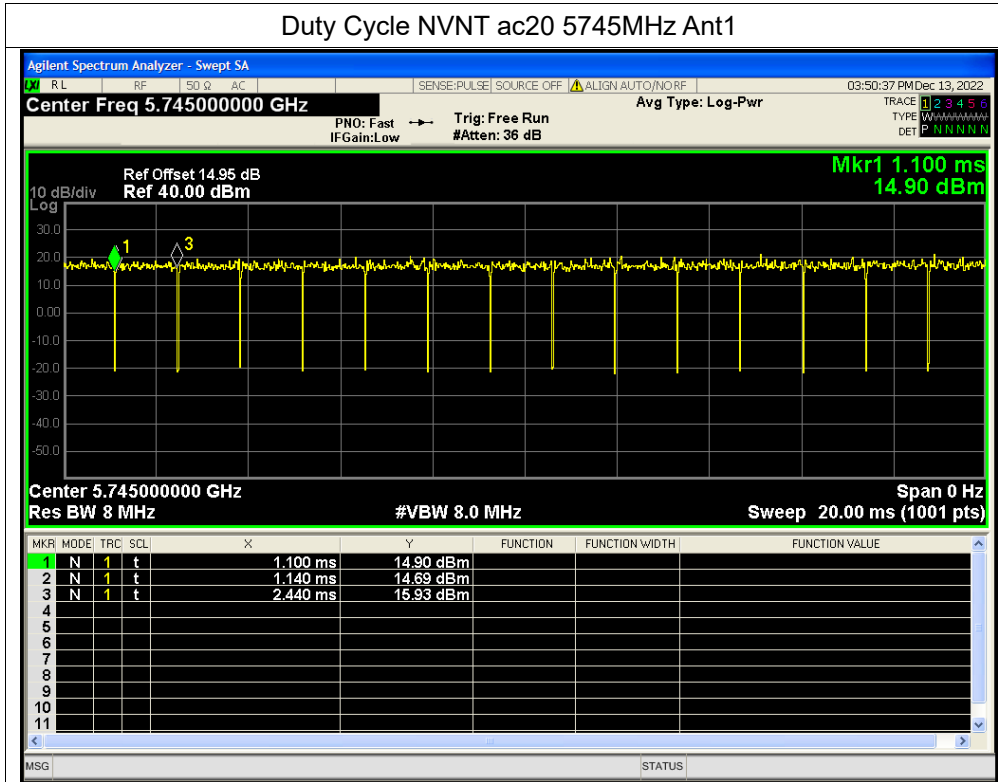 Duty Cycle NVNT ac20 5745MHz Ant1
Agilent Spectrum Analyzer - Swept SA
LXI RL RF 50 Ω AC SENSE:PULSE SOURCE OFF ALIGN AUTO/NO RF 03:50:37 PM Dec 13, 2022
Center Freq 5.745000000 GHz Avg Type: Log-Pwr TRACE 1 2 3 4 5 6
PNO: Fast Trig: Free Run TYPE W
IFGain:Low #Atten: 36 dB DET P N N N N N
Mkr1 1.100 ms
14.90 dBm
Ref Offset 14.95 dB
10 dB/div Ref 40.00 dBm
Log
30.0
1 3
20.0
10.0
0.00
-10.0
-20.0
-30.0
-40.0
-50.0
Center 5.745000000 GHz Span 0 Hz
Res BW 8 MHz #VBW 8.0 MHz Sweep 20.00 ms (1001 pts)
MKR MODE TRC SCL X Y FUNCTION FUNCTION WIDTH FUNCTION VALUE
1 N 1 t 1.100 ms 14.90 dBm
2 N 1 t 1.140 ms 14.69 dBm
3 N 1 t 2.440 ms 15.93 dBm
4
5
6
7
8
9
10
11
MSG STATUS